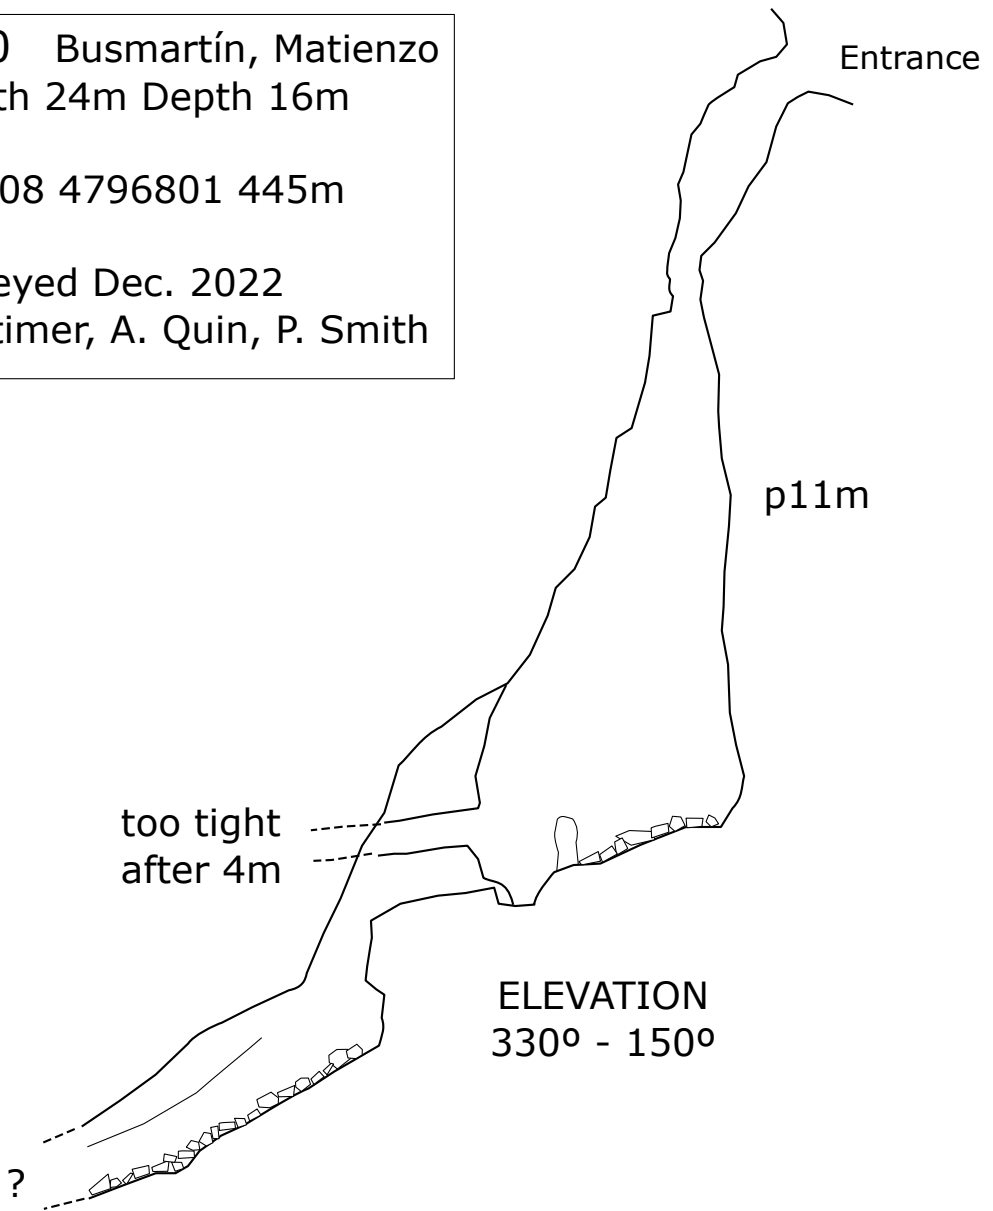 0 Busmartín, Matienzo
th 24m Depth 16m
08 4796801 445m
eyed Dec. 2022
timer, A. Quin, P. Smith
Entrance
p11m
too tight
after 4m
ELEVATION
330º - 150º
?